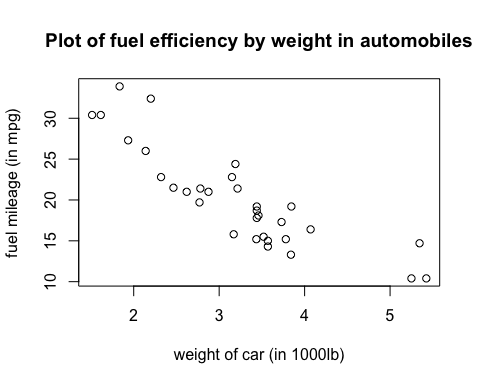 Plot of fuel efficiency by weight in automobiles
30
25
20
15
10
fuel mileage (in mpg)
2 3 4 5
weight of car (in 1000lb)